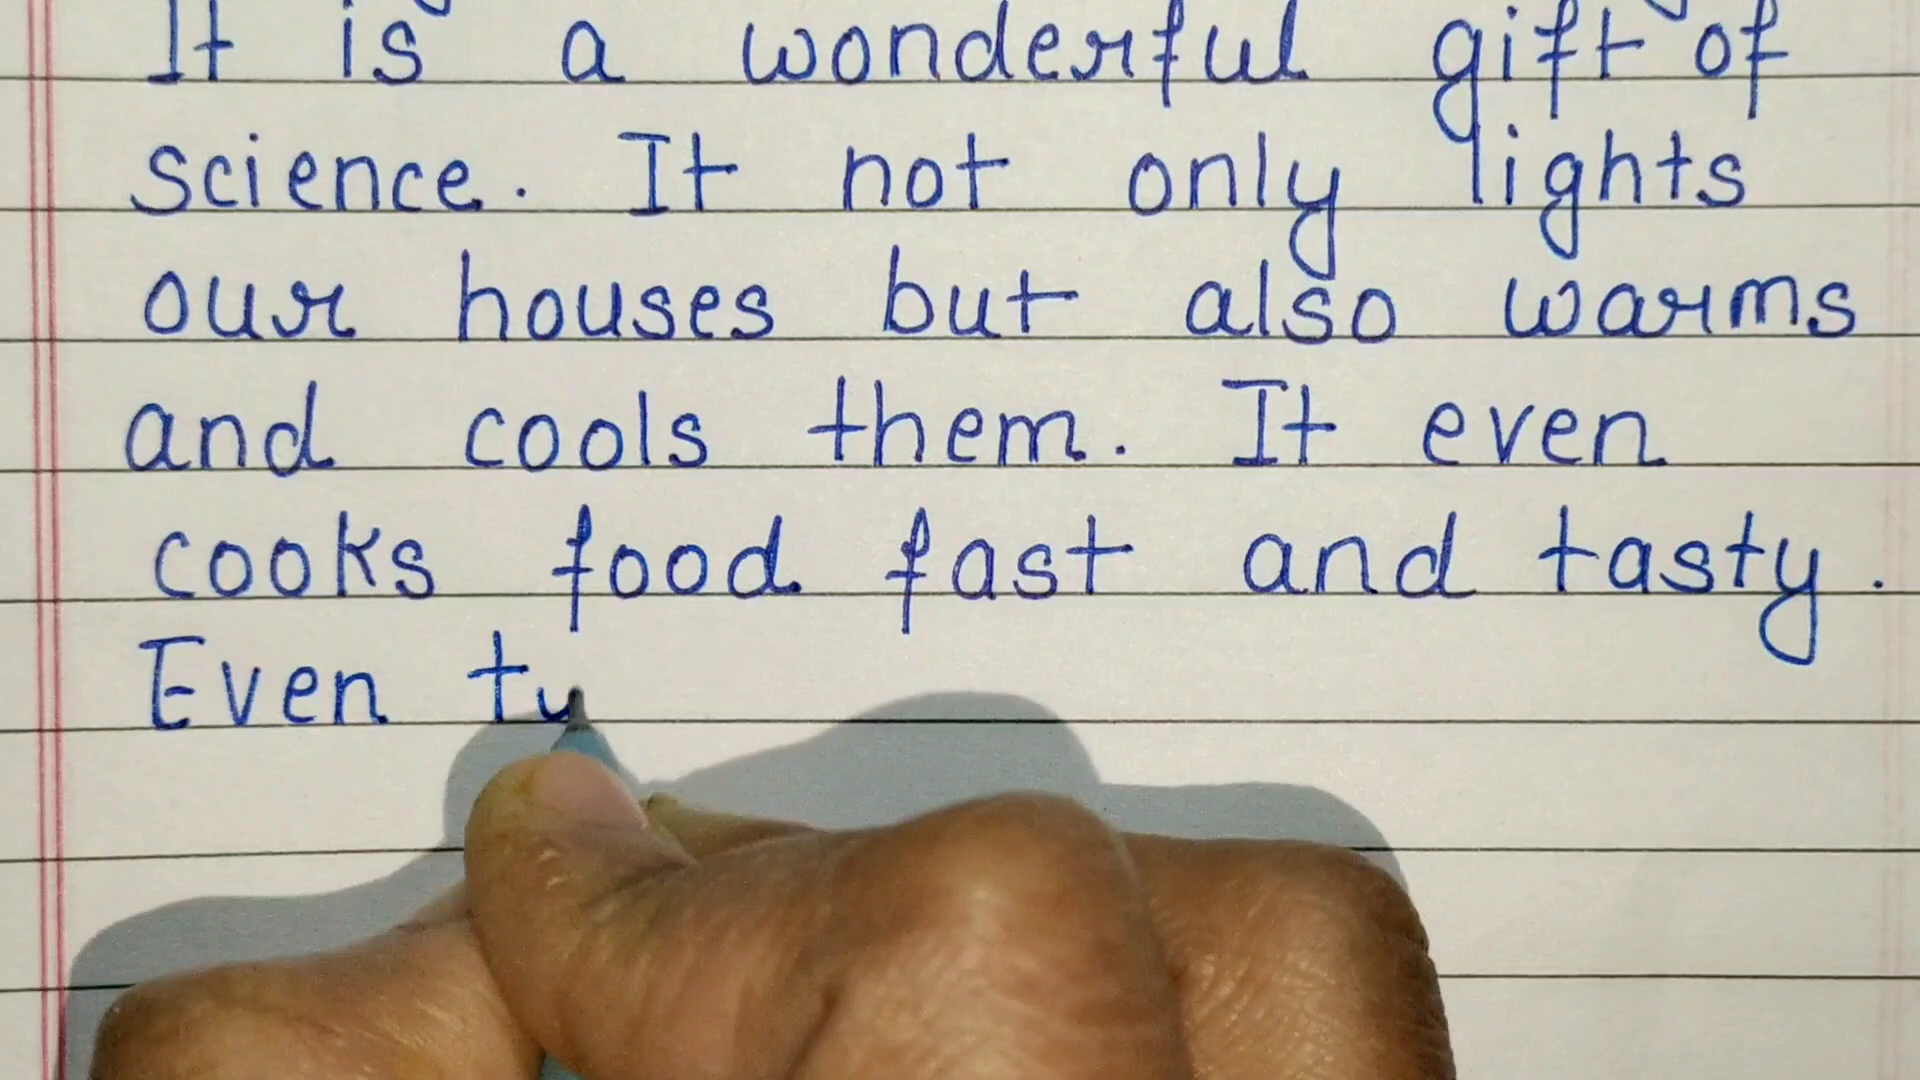 It is a wonderful gift of
science. It not only lights
our houses but also warms
and cools them. It even
cooks food fast and tasty.
Even